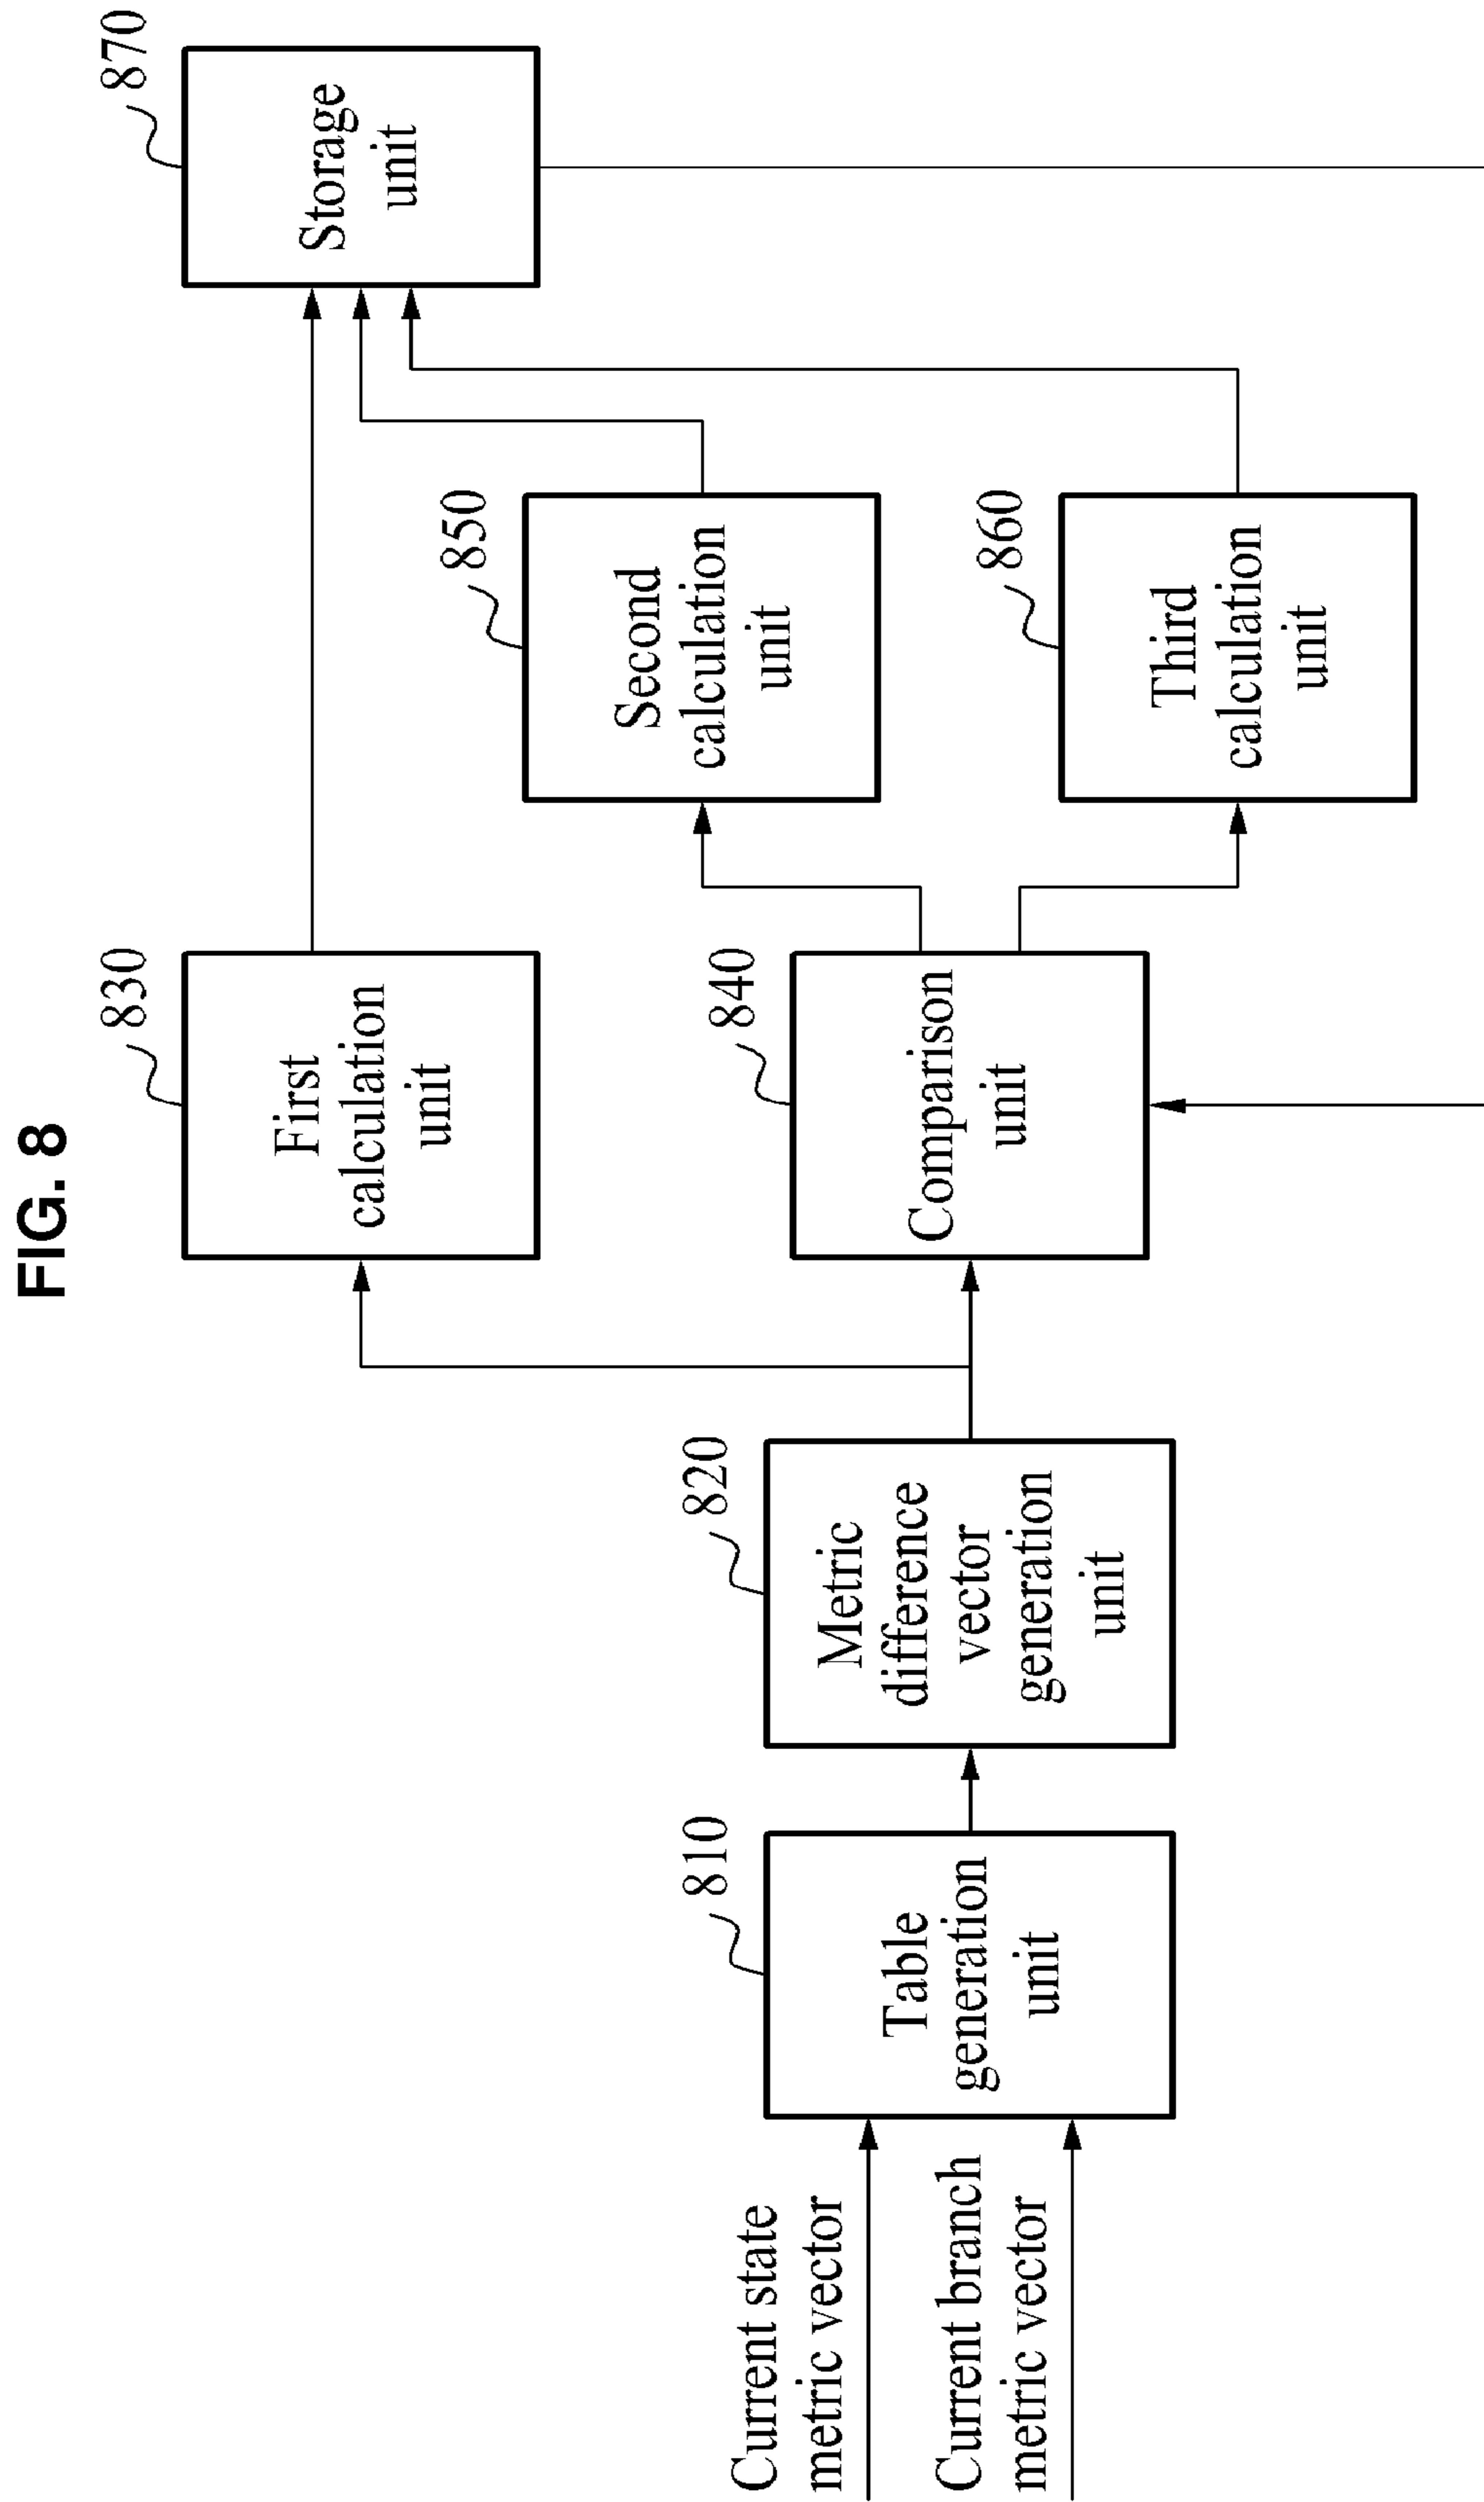 FIG. 8
Current state
metric vector
Current branch
metric vector
810
Table
generation
unit
820
Metric
difference
vector
generation
unit
830
First
calculation
unit
840
Comparison
unit
850
Second
calculation
unit
860
Third
calculation
unit
870
Storage
unit